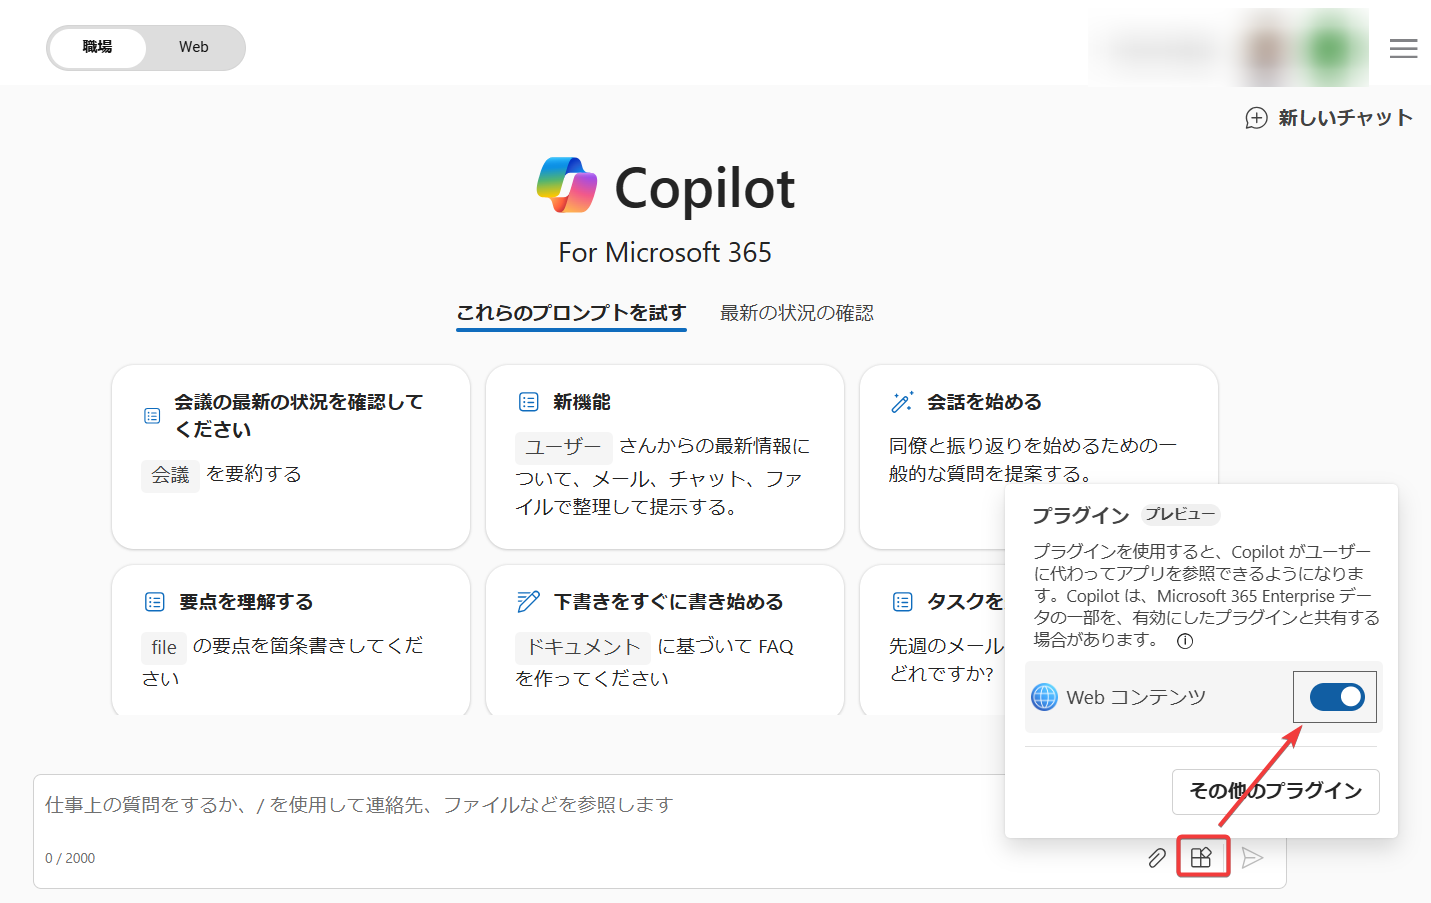 職場
Web
新しいチャット
Copilot
For Microsoft 365
これらのプロンプトを試す
最新の状況の確認
会議の最新の状況を確認して
ください
会議 を要約する
新機能
ユーザー さんからの最新情報に
ついて、メール、チャット、ファ
イルで整理して提示する。
会話を始める
同僚と振り返りを始めるための一
般的な質問を提案する。
要点を理解する
file の要点を箇条書きしてくだ
さい
下書きをすぐに書き始める
ドキュメント に基づいて FAQ
を作ってください
タスクを
先週のメール
どれですか?
プラグイン プレビュー
プラグインを使用すると、Copilot がユーザー
に代わってアプリを参照できるようになりま
す。Copilot は、Microsoft 365 Enterprise デー
タの一部を、有効にしたプラグインと共有する
場合があります。
Web コンテンツ
その他のプラグイン
仕事上の質問をするか、/ を使用して連絡先、ファイルなどを参照します
0 / 2000